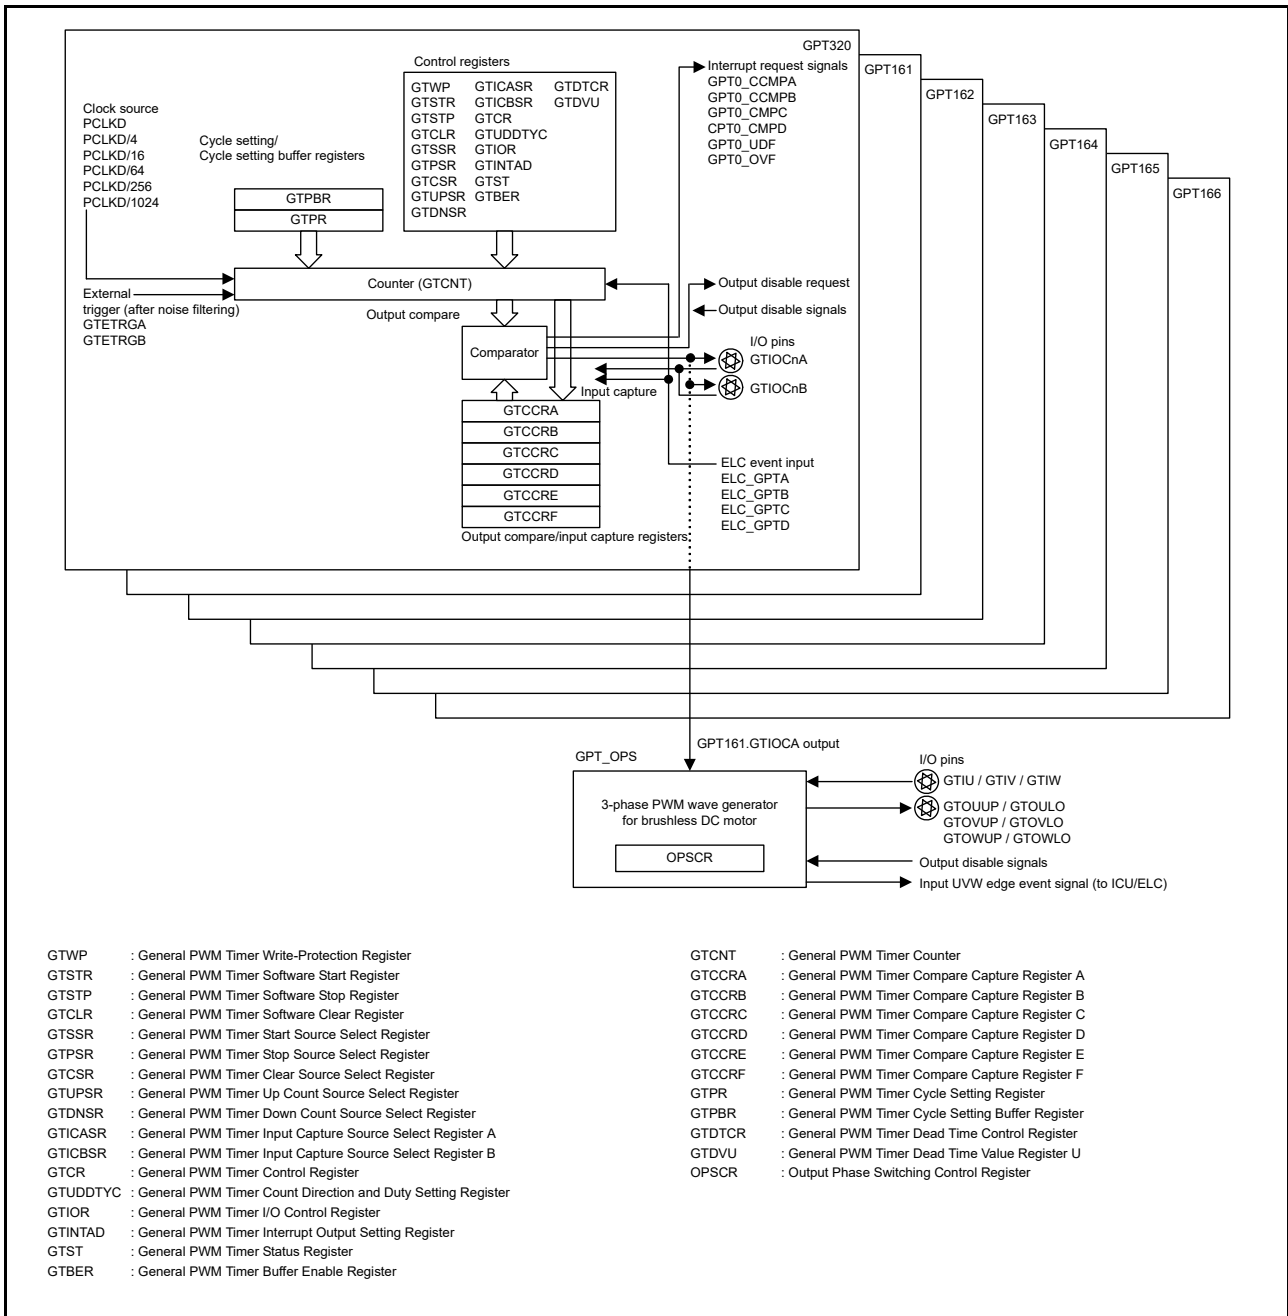 GPT320
GPT161
GPT162
GPT163
GPT164
GPT165
GPT166
Control registers
GTWP GTICASR GTDTCR
GTSTR GTICBSR GTDVU
GTSTP GTCR
GTCLR GTUDDTYC
GTSSR GTIOR
GTPSR GTINTAD
GTCSR GTST
GTUPSR GTBER
GTDNSR
Interrupt request signals
GPT0_CCMPA
GPT0_CCMPB
GPT0_CMPC
CPT0_CMPD
GPT0_UDF
GPT0_OVF
Clock source
PCLKD
PCLKD/4
PCLKD/16
PCLKD/64
PCLKD/256
PCLKD/1024
Cycle setting/
Cycle setting buffer registers
GTPBR
GTPR
Counter (GTCNT)
External
trigger (after noise filtering)
GTETRGA
GTETRGB
Output compare
Comparator
Output disable request
Output disable signals
I/O pins
GTIOCnA
GTIOCnB
Input capture
GTCCRA
GTCCRB
GTCCRC
GTCCRD
GTCCRE
GTCCRF
Output compare/input capture registers
ELC event input
ELC_GPTA
ELC_GPTB
ELC_GPTC
ELC_GPTD
GPT161.GTIOCA output
GPT_OPS
3-phase PWM wave generator
for brushless DC motor
OPSCR
I/O pins
GTIU / GTIV / GTIW
GTOUUP / GTOULO
GTOVUP / GTOVLO
GTOWUP / GTOWLO
Output disable signals
Input UVW edge event signal (to ICU/ELC)
GTWP : General PWM Timer Write-Protection Register
GTSTR : General PWM Timer Software Start Register
GTSTP : General PWM Timer Software Stop Register
GTCLR : General PWM Timer Software Clear Register
GTSSR : General PWM Timer Start Source Select Register
GTPSR : General PWM Timer Stop Source Select Register
GTCSR : General PWM Timer Clear Source Select Register
GTUPSR : General PWM Timer Up Count Source Select Register
GTDNSR : General PWM Timer Down Count Source Select Register
GTICASR : General PWM Timer Input Capture Source Select Register A
GTICBSR : General PWM Timer Input Capture Source Select Register B
GTCR : General PWM Timer Control Register
GTUDDTYC : General PWM Timer Count Direction and Duty Setting Register
GTIOR : General PWM Timer I/O Control Register
GTINTAD : General PWM Timer Interrupt Output Setting Register
GTST : General PWM Timer Status Register
GTBER : General PWM Timer Buffer Enable Register
GTCNT : General PWM Timer Counter
GTCCRA : General PWM Timer Compare Capture Register A
GTCCRB : General PWM Timer Compare Capture Register B
GTCCRC : General PWM Timer Compare Capture Register C
GTCCRD : General PWM Timer Compare Capture Register D
GTCCRE : General PWM Timer Compare Capture Register E
GTCCRF : General PWM Timer Compare Capture Register F
GTPR : General PWM Timer Cycle Setting Register
GTPBR : General PWM Timer Cycle Setting Buffer Register
GTDTCR : General PWM Timer Dead Time Control Register
GTDVU : General PWM Timer Dead Time Value Register U
OPSCR : Output Phase Switching Control Register